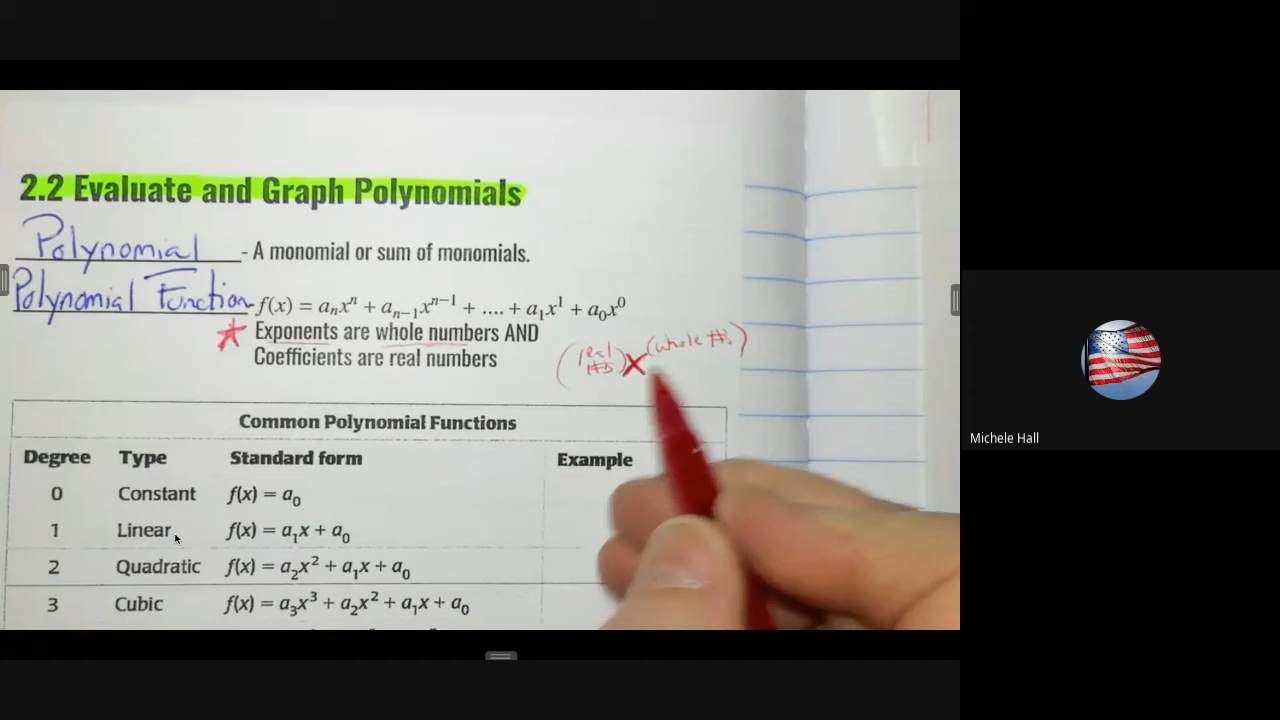 2.2 Evaluate and Graph Polynomials
Polynomial - A monomial or sum of monomials.
Polynomial Function f(x) = aₙxⁿ + aₙ₋₁xⁿ⁻¹ + .... + a₁x¹ + a₀x⁰
Exponents are whole numbers AND
Coefficients are real numbers
(real #s) x (whole #s)
Common Polynomial Functions
Degree Type Standard form Example
0 Constant f(x) = a₀
1 Linear f(x) = a₁x + a₀
2 Quadratic f(x) = a₂x² + a₁x + a₀
3 Cubic f(x) = a₃x³ + a₂x² + a₁x + a₀
Michele Hall